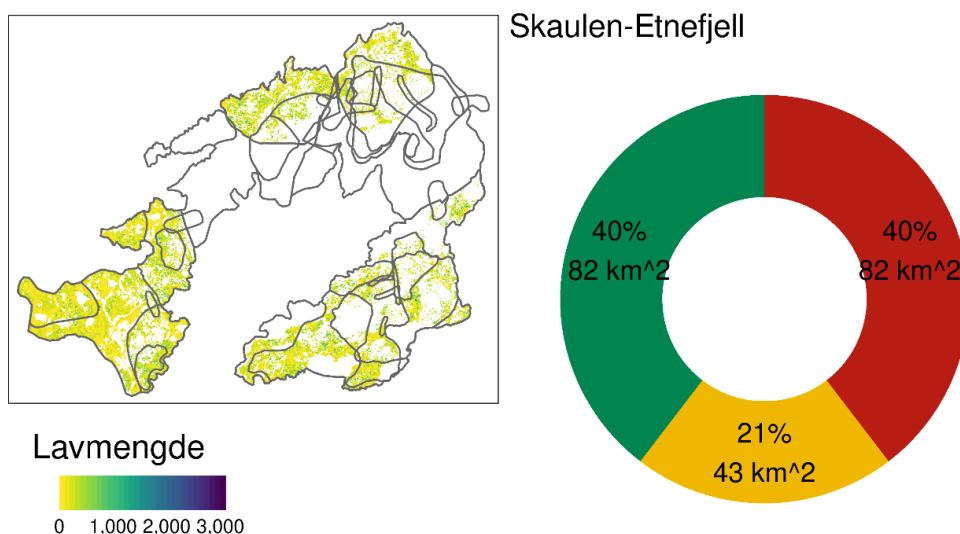 Skaulen-Etnefjell
40%
82 km^2
40%
82 km^2
21%
43 km^2
Lavmengde
0 1,000 2,000 3,000